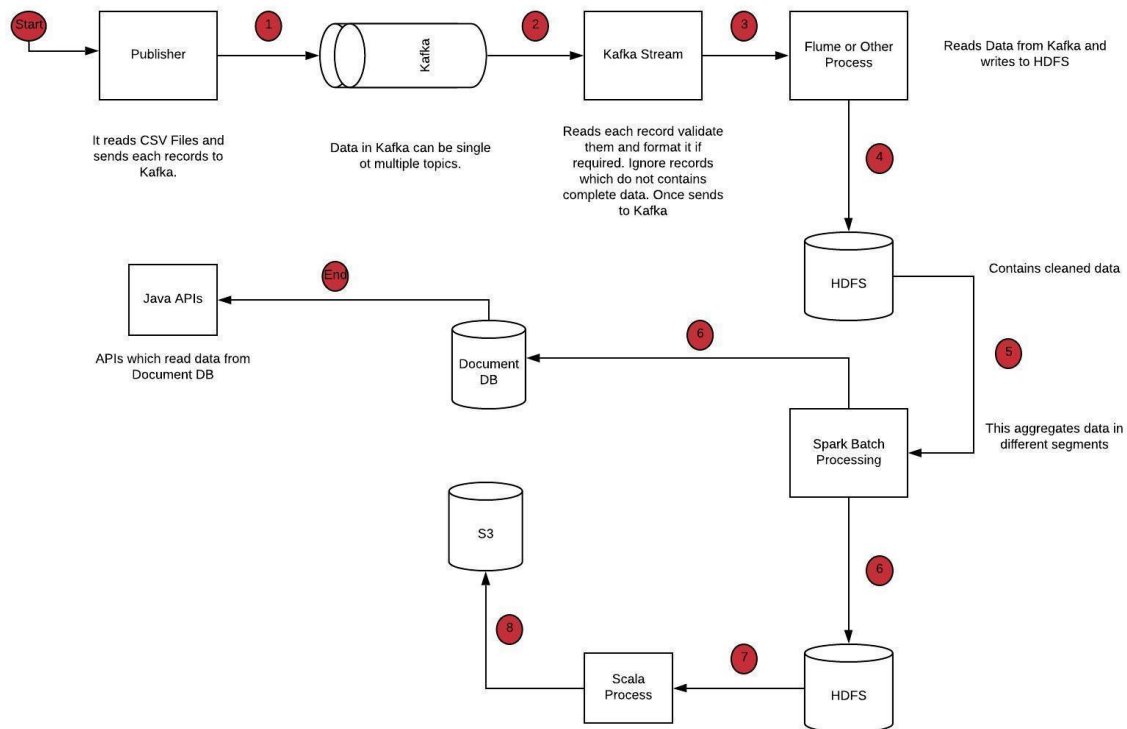 Start
1
2
3
Publisher
Kafka
Kafka Stream
Flume or Other
Process
Reads Data from Kafka and
writes to HDFS
It reads CSV Files and
sends each records to
Kafka.
Data in Kafka can be single
ot multiple topics.
Reads each record validate
them and format it if
required. Ignore records
which do not contains
complete data. Once sends
to Kafka
4
HDFS
Contains cleaned data
End
Java APIs
APIs which read data from
Document DB
Document
DB
6
5
Spark Batch
Processing
This aggregates data in
different segments
S3
6
8
7
Scala
Process
HDFS